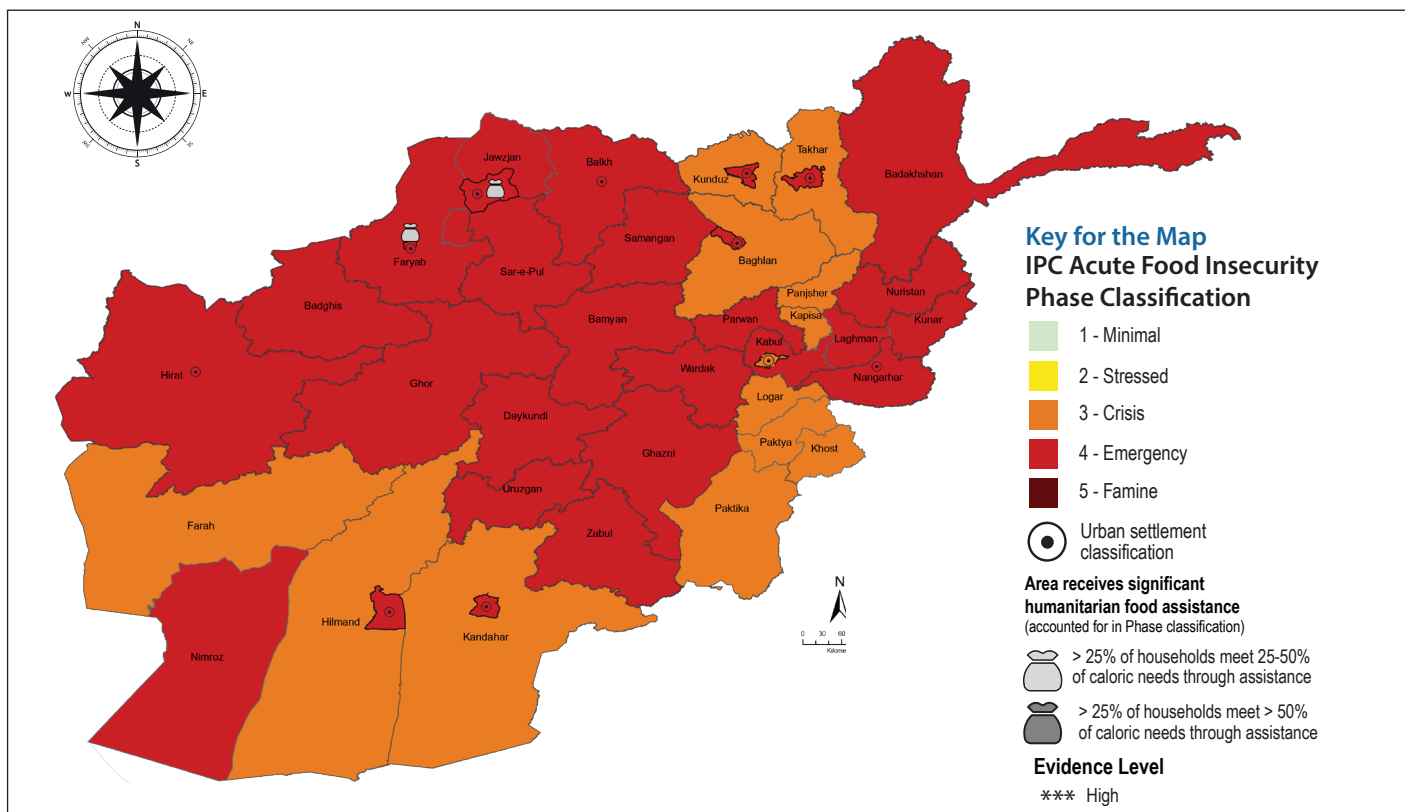 N
NW
NE
W
E
SW
SE
S
Jawzjan
Balkh
Kunduz
Takhar
Badakhshan
Faryab
Sar-e-Pul
Samangan
Baghlan
Badghis
Bamyan
Parwan
Panjsher
Kapisa
Nuristan
Kunar
Laghman
Kabul
Nangarhar
Hirat
Ghor
Wardak
Logar
Daykundi
Ghazni
Paktya
Khost
Uruzgan
Paktika
Farah
Zabul
Hilmand
Kandahar
Nimroz
N
0 30 60
Kilome
Key for the Map
IPC Acute Food Insecurity
Phase Classification
1 - Minimal
2 - Stressed
3 - Crisis
4 - Emergency
5 - Famine
Urban settlement
classification
Area receives significant
humanitarian food assistance
(accounted for in Phase classification)
> 25% of households meet 25-50%
of caloric needs through assistance
> 25% of households meet > 50%
of caloric needs through assistance
Evidence Level
*** High